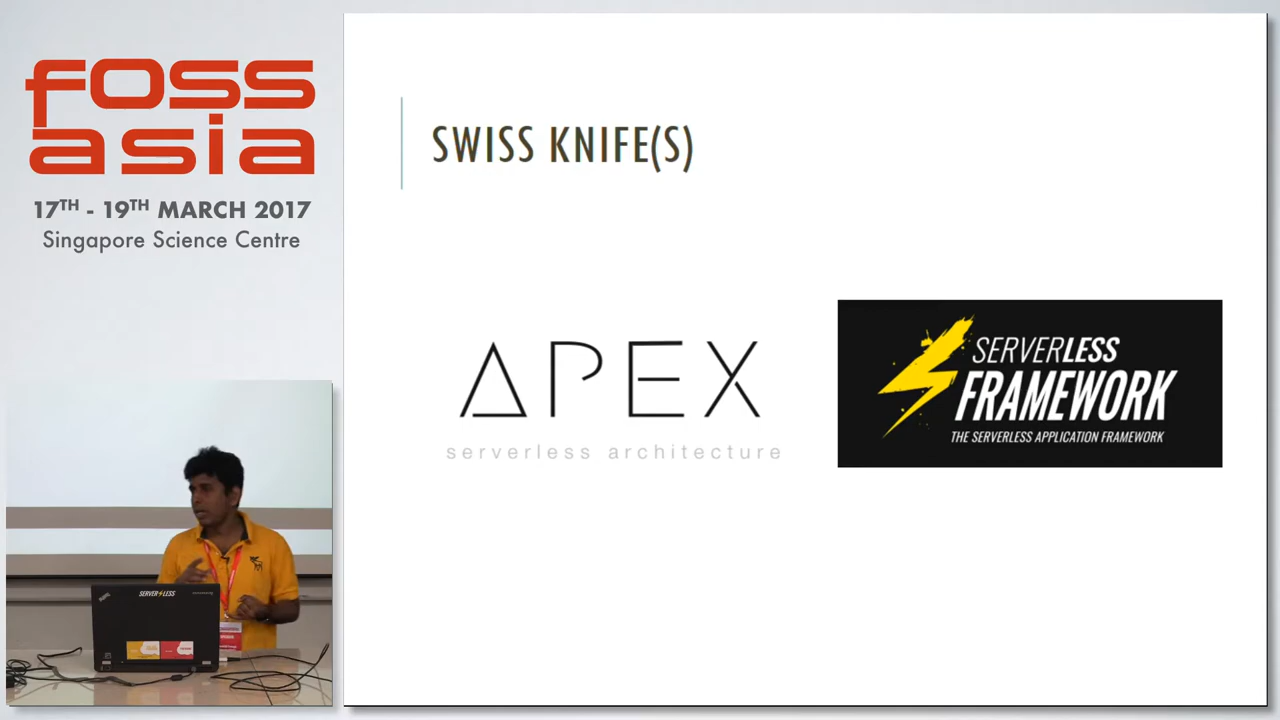 foss
asia
17TH - 19TH MARCH 2017
Singapore Science Centre
SWISS KNIFE(S)
APEX
serverless architecture
SERVERLESS
FRAMEWORK
THE SERVERLESS APPLICATION FRAMEWORK
SERVERLESS